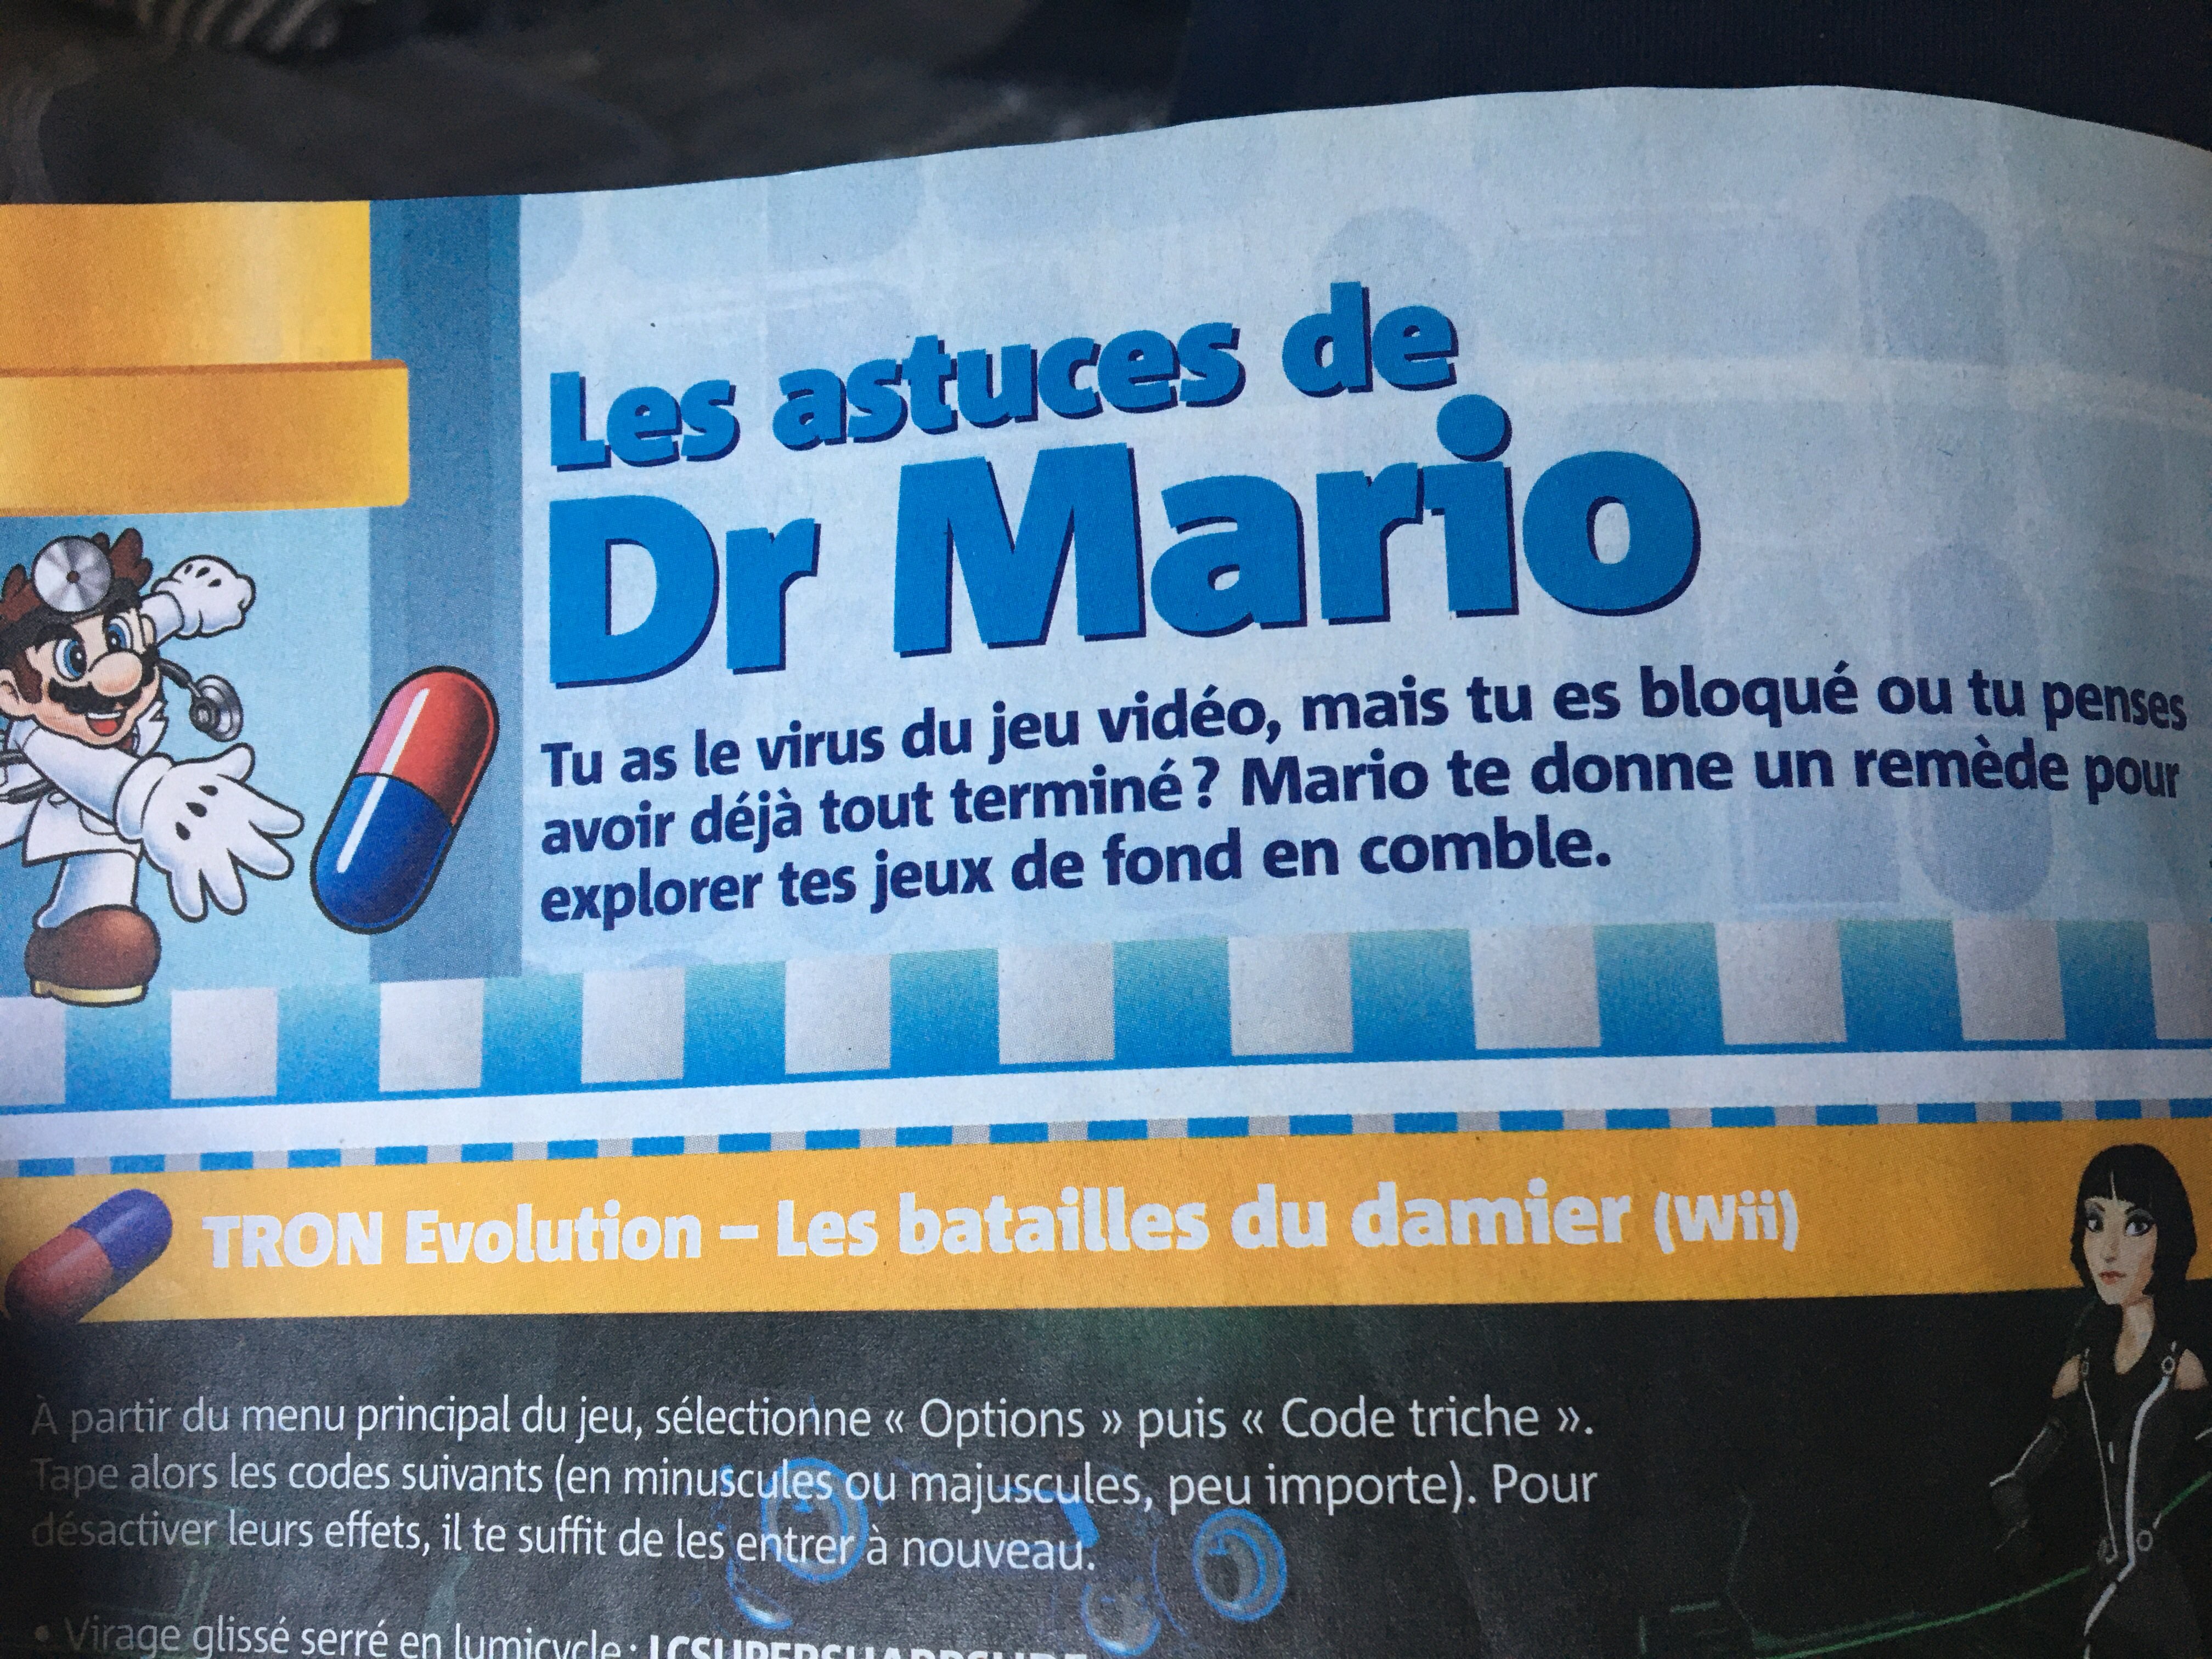 Les astuces de
Dr Mario
Tu as le virus du jeu vidéo, mais tu es bloqué ou tu penses
avoir déjà tout terminé ? Mario te donne un remède pour
explorer tes jeux de fond en comble.
TRON Evolution – Les batailles du damier (Wii)
À partir du menu principal du jeu, sélectionne « Options » puis « Code triche ».
Tape alors les codes suivants (en minuscules ou majuscules, peu importe). Pour
désactiver leurs effets, il te suffit de les entrer à nouveau.
• Virage glissé serré en lumicycle : LCSUPERSHARPSLIDE